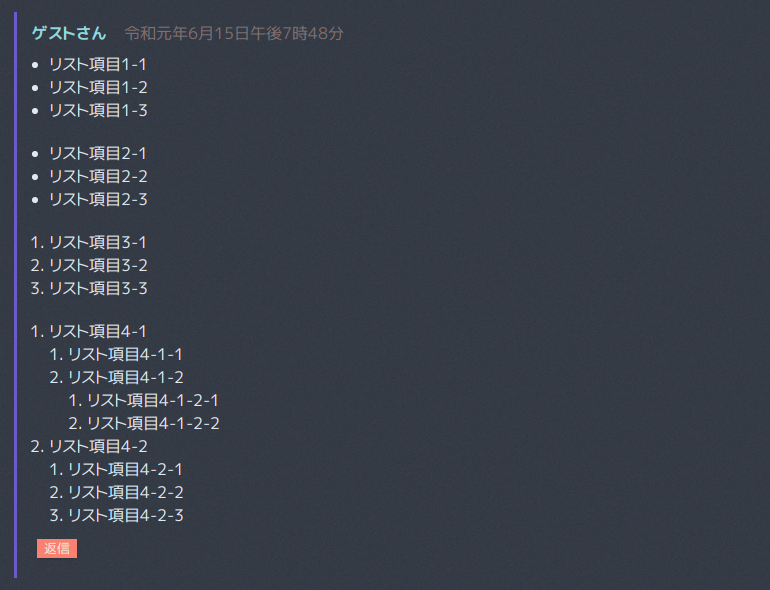 ゲストさん 令和元年6月15日午後7時48分
• リスト項目1-1
• リスト項目1-2
• リスト項目1-3
• リスト項目2-1
• リスト項目2-2
• リスト項目2-3
1. リスト項目3-1
2. リスト項目3-2
3. リスト項目3-3
1. リスト項目4-1
1. リスト項目4-1-1
2. リスト項目4-1-2
1. リスト項目4-1-2-1
2. リスト項目4-1-2-2
2. リスト項目4-2
1. リスト項目4-2-1
2. リスト項目4-2-2
3. リスト項目4-2-3
返信